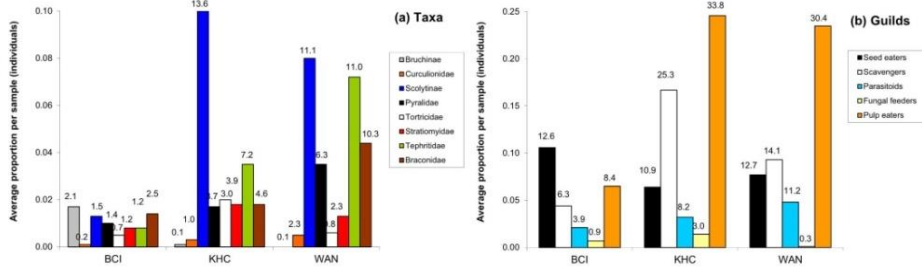 (a) Taxa
Average proportion per sample (individuals)
0.10
0.08
0.06
0.04
0.02
0.00
2.1
0.2
1.5
1.4
0.7
1.2
1.2
2.5
0.1
1.0
13.6
3.7
3.0
3.9
7.2
4.6
0.1
2.3
11.1
6.3
0.8
2.3
11.0
10.3
BCI
KHC
WAN
Bruchinae
Curculionidae
Scolytinae
Pyralidae
Tortricidae
Stratiomyidae
Tephritidae
Braconidae
(b) Guilds
Average proportion per sample (individuals)
0.25
0.20
0.15
0.10
0.05
0.00
12.6
6.3
3.9
0.9
8.4
10.9
25.3
8.2
3.0
33.8
12.7
14.1
11.2
0.3
30.4
BCI
KHC
WAN
Seed eaters
Scavengers
Parasitoids
Fungal feeders
Pulp eaters